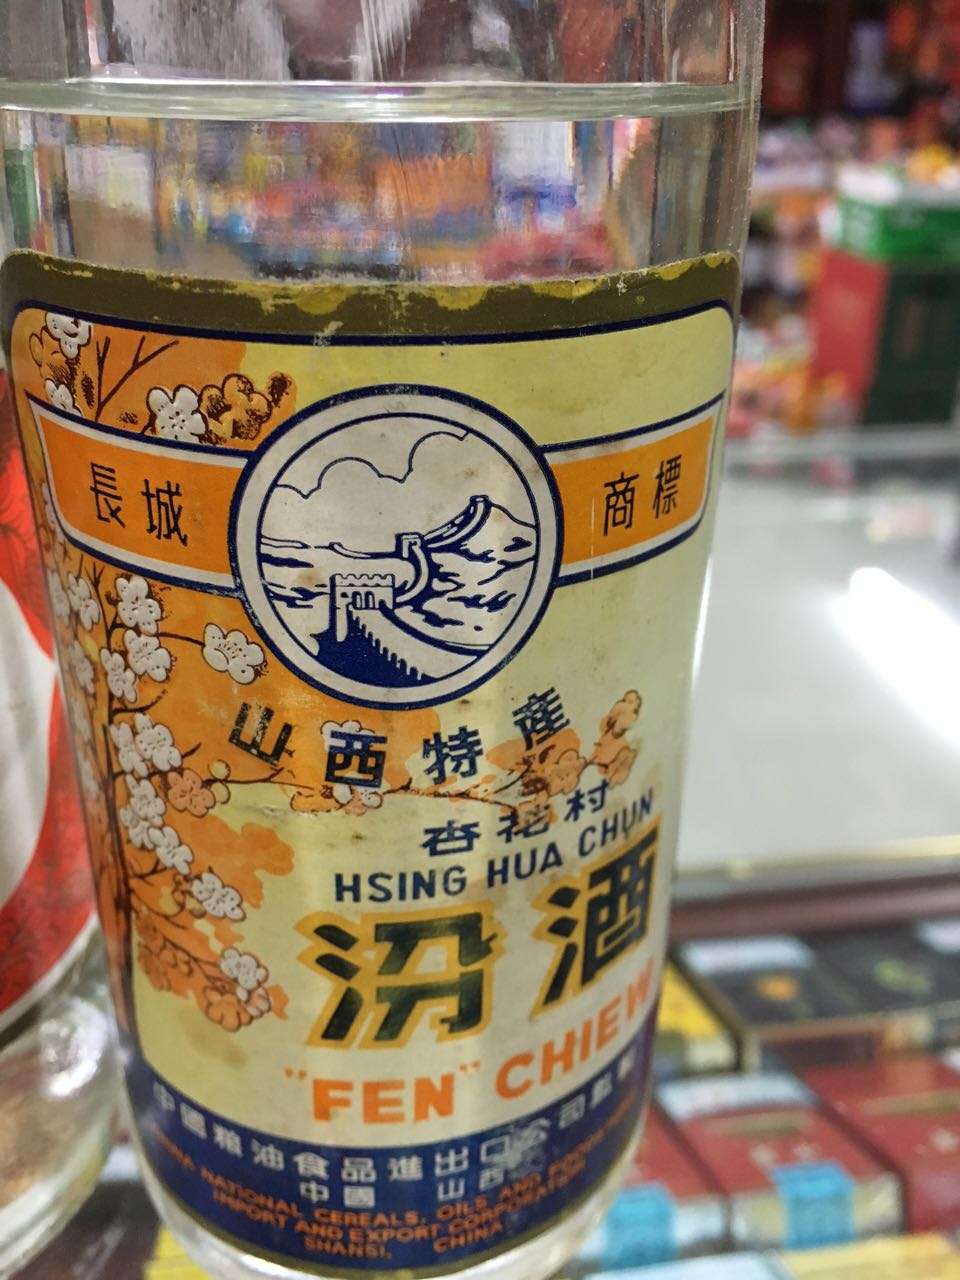 長城 商標
山西特產
杏花村
HSING HUA CHUN
汾酒
"FEN" CHIEW
中國粮油食品進出口公司監製
中國 山西
CHINA NATIONAL CEREALS, OILS, AND FOODSTUFFS
IMPORT AND EXPORT CORPORATION
SHANSI, CHINA